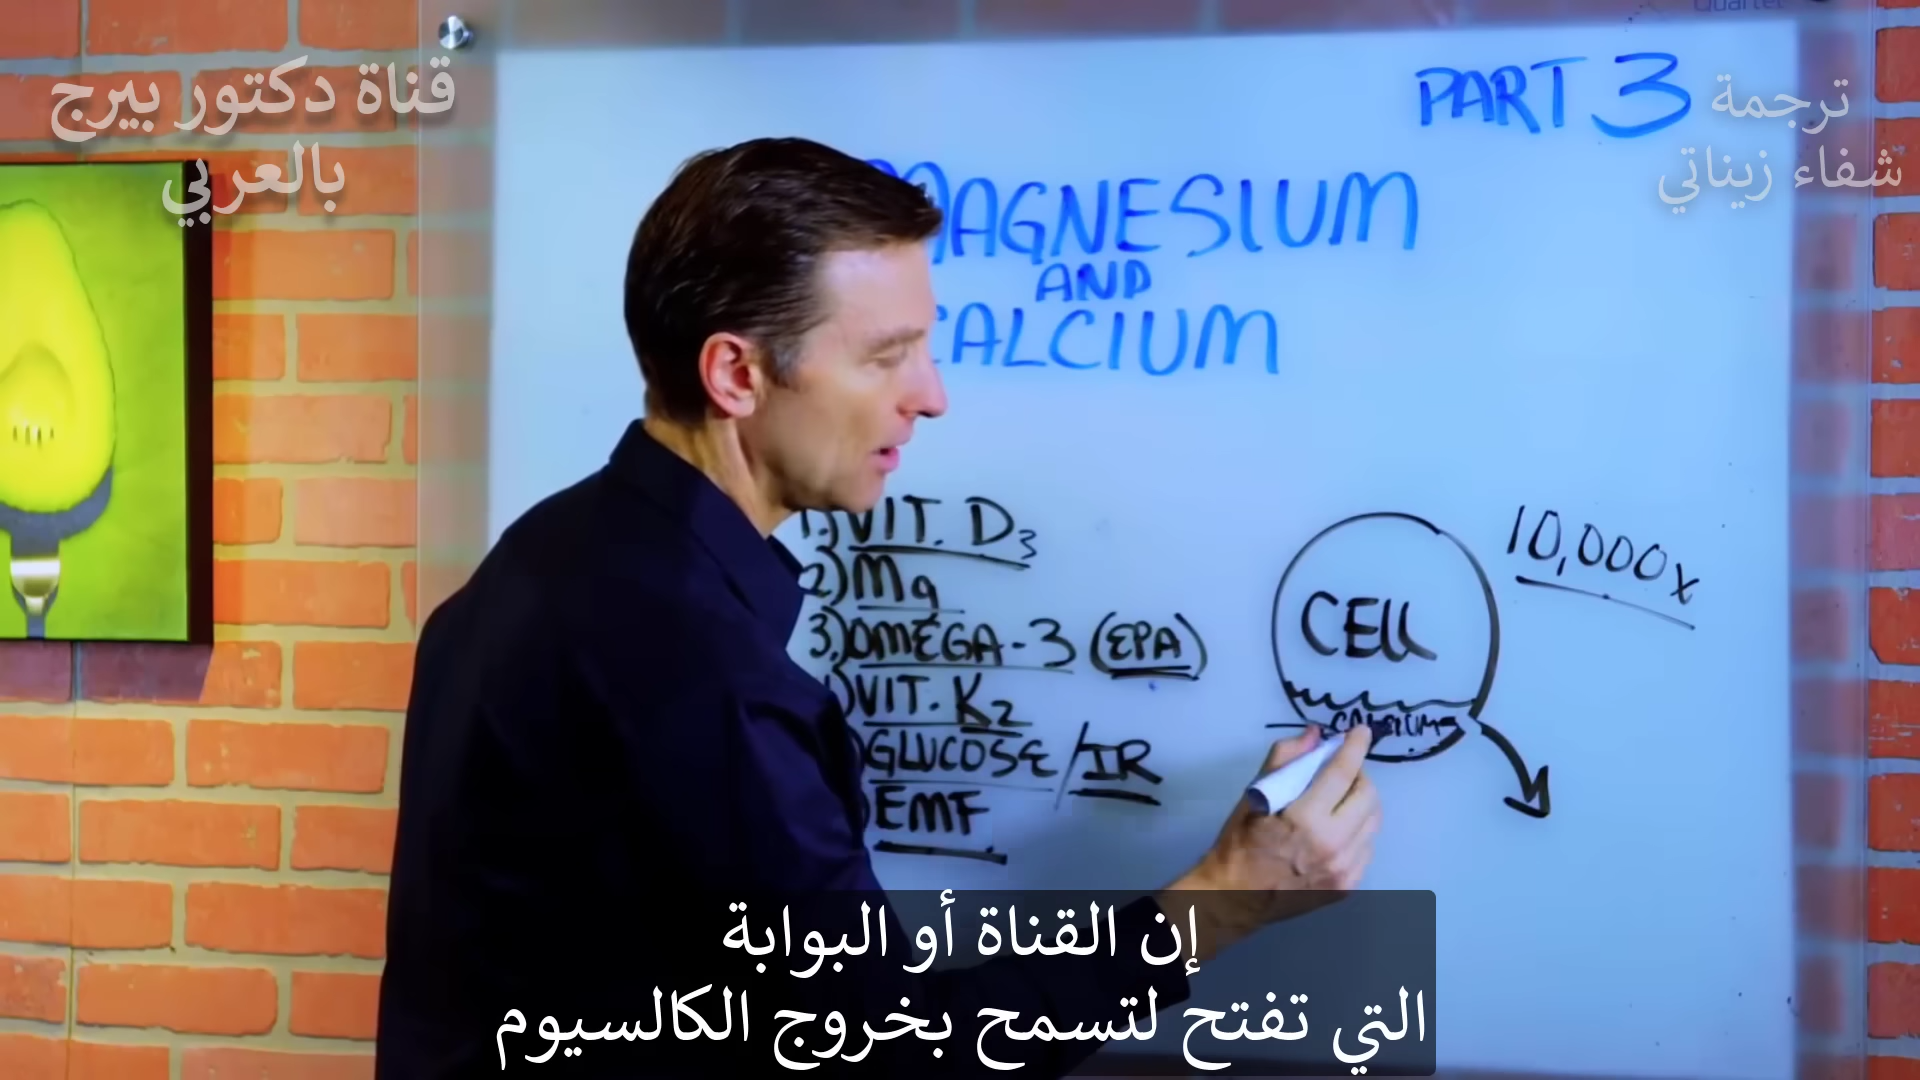 Quartet
قناة دكتور بيرج
بالعربي
PART 3
ترجمة
شفاء زيناتي
MAGNESIUM
AND
CALCIUM
1.) VIT. D3
2) Mg
3.) OMEGA-3 (EPA)
) VIT. K2
) GLUCOSE/IR
) EMF
CELL
CALCIUM
10,000x
إن القناة أو البوابة
التي تفتح لتسمح بخروج الكالسيوم